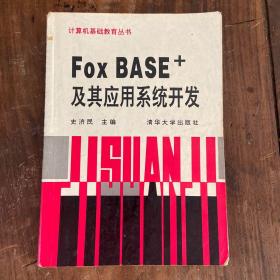 计算机基础教育丛书
Fox BASE+
及其应用系统开发
史济民 主编 清华大学出版社
JISUANJI